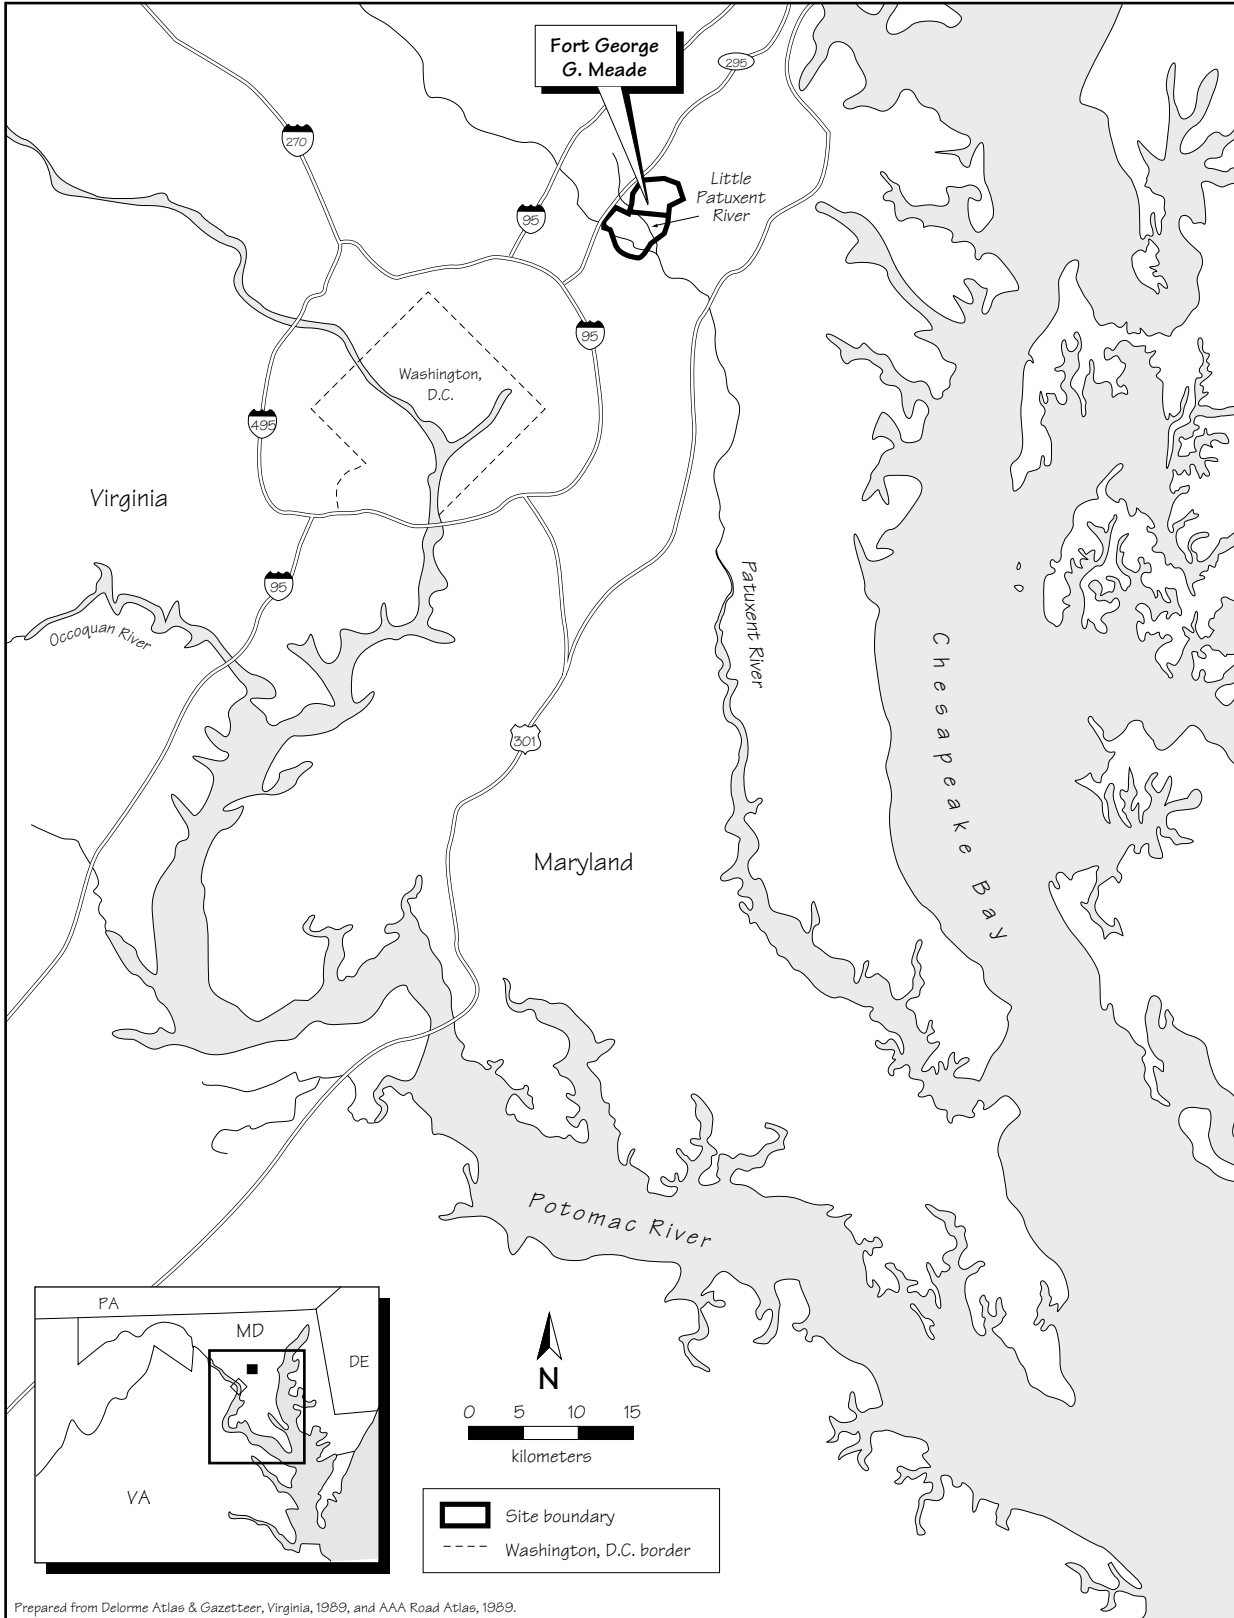 Fort George
G. Meade
295
270
Little
Patuxent
River
95
95
Washington,
D.C.
495
Virginia
95
Occoquan River
Patuxent River
Chesapeake Bay
301
Maryland
Potomac River
PA
MD
DE
VA
N
0 5 10 15
kilometers
Site boundary
Washington, D.C. border
Prepared from Delorme Atlas & Gazetteer, Virginia, 1989, and AAA Road Atlas, 1989.